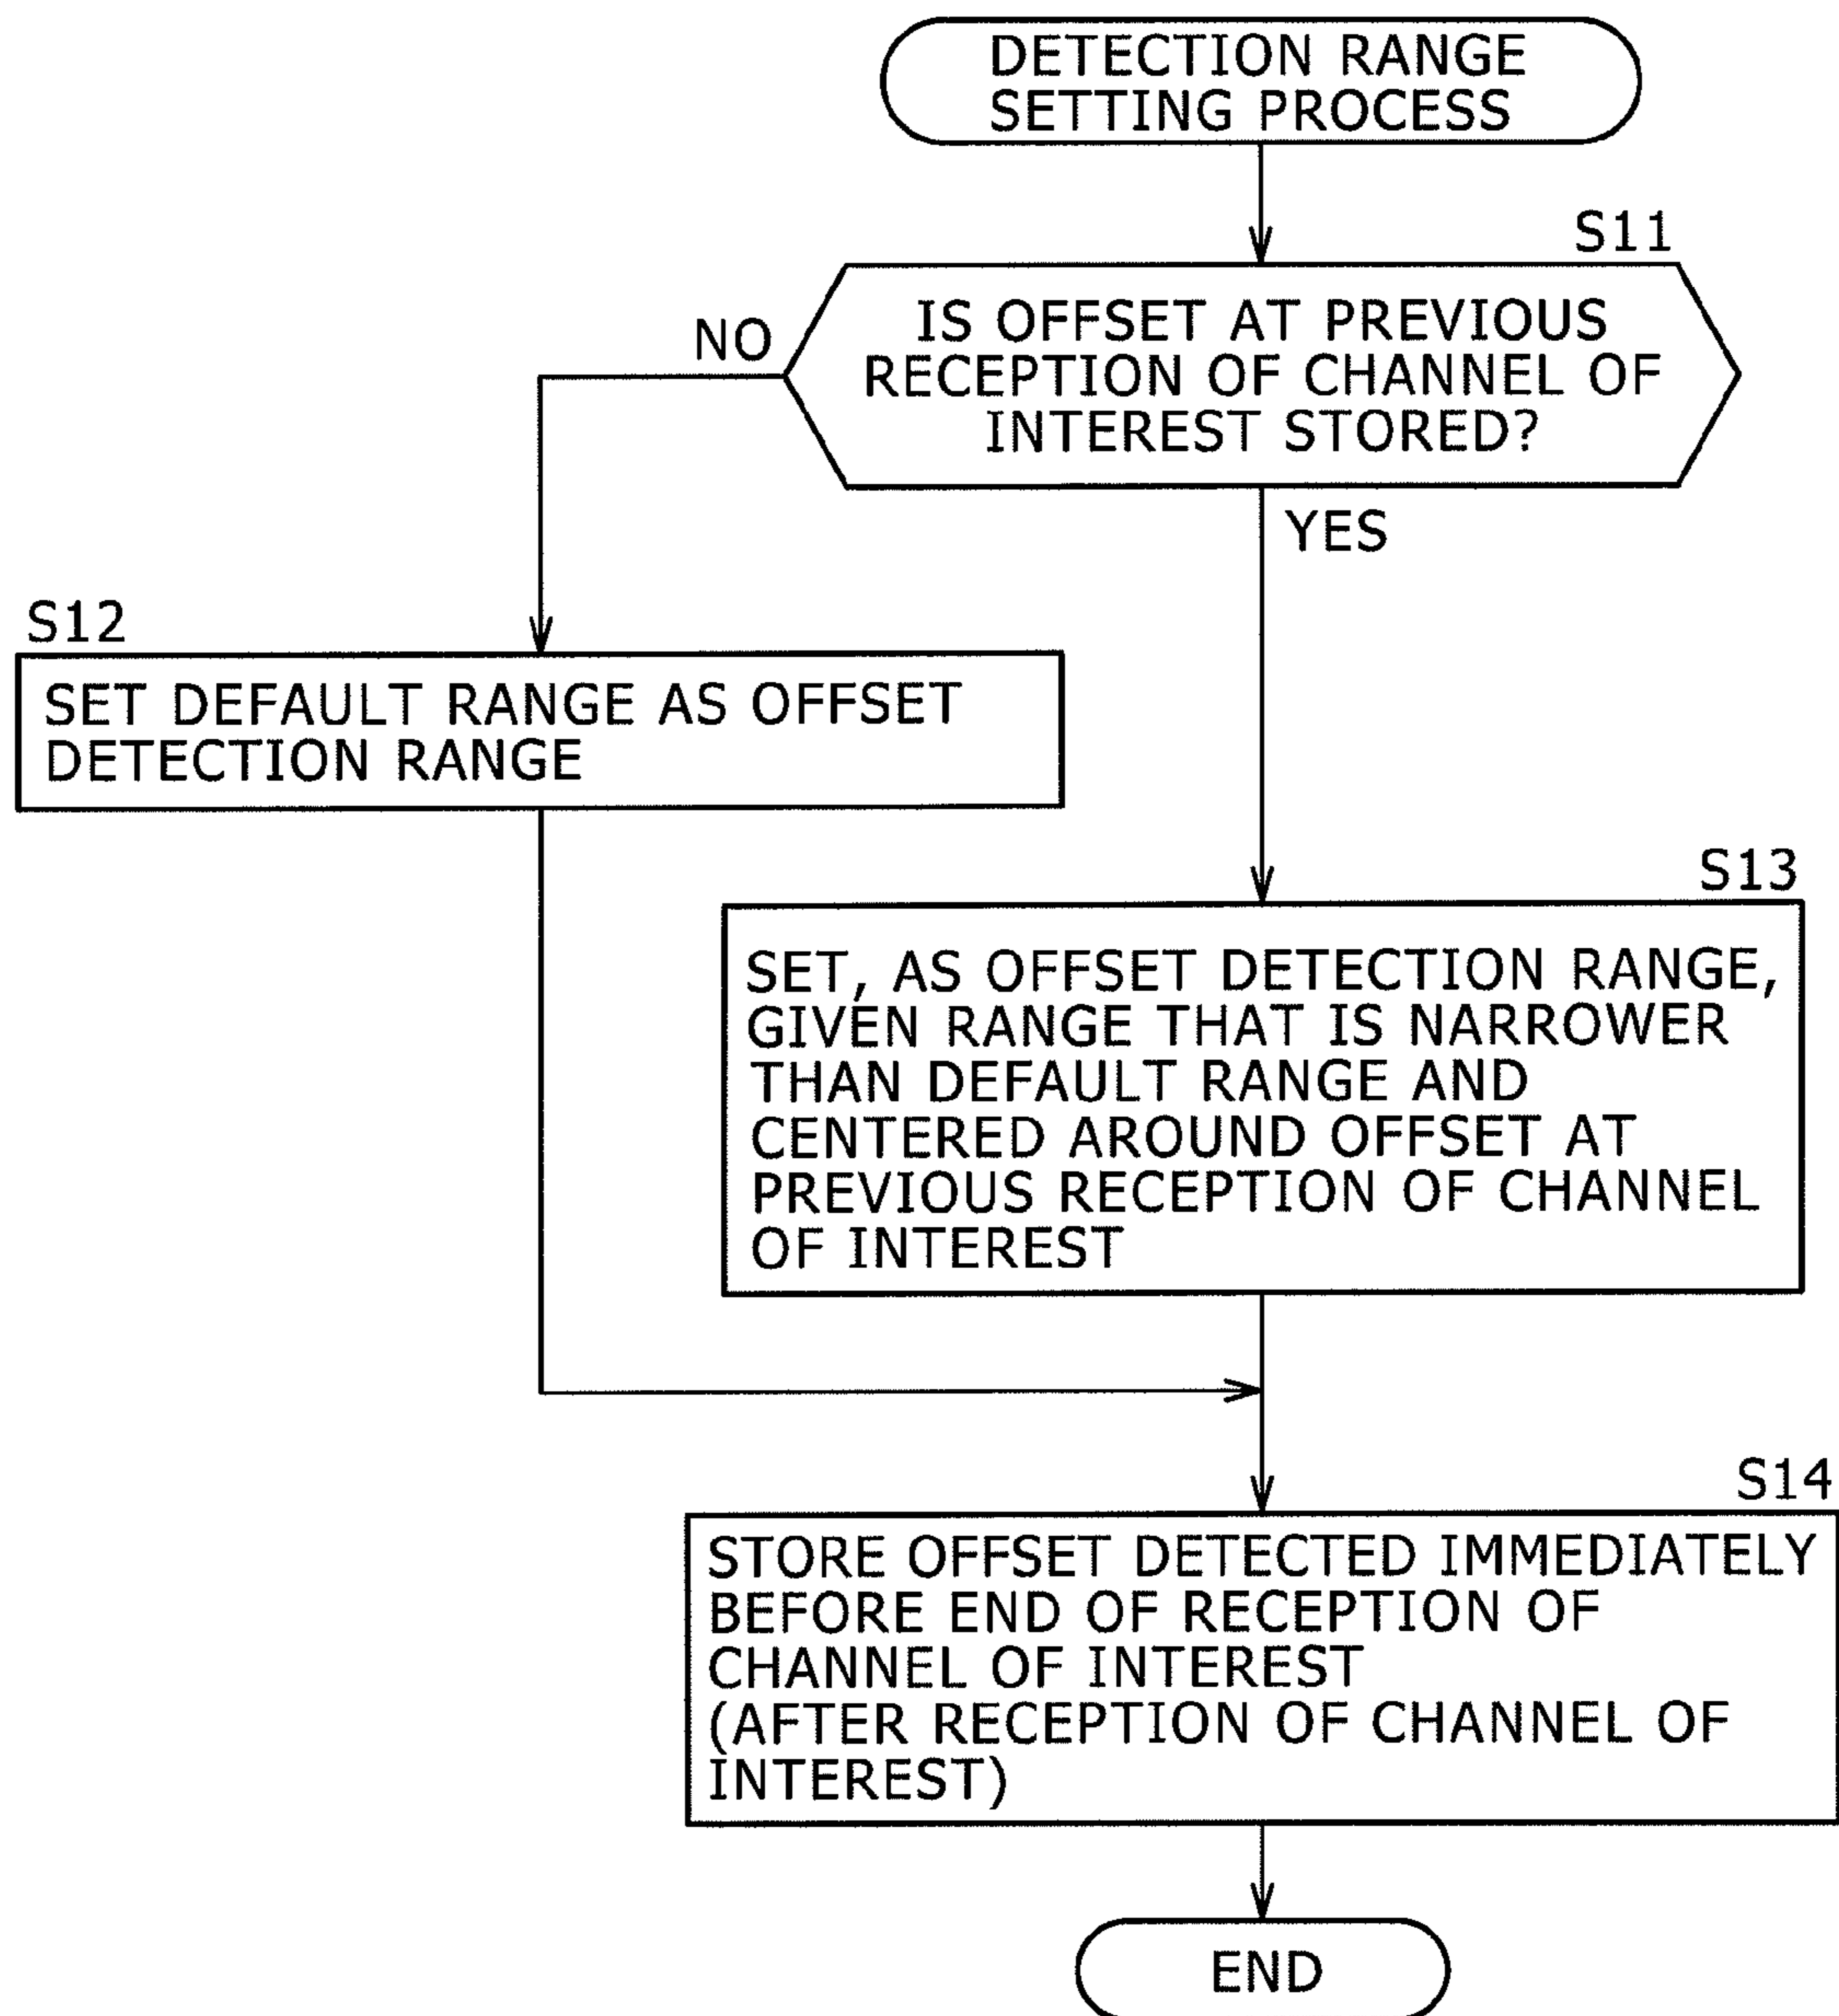 DETECTION RANGE
SETTING PROCESS
S11
IS OFFSET AT PREVIOUS
RECEPTION OF CHANNEL OF
INTEREST STORED?
NO
YES
S12
SET DEFAULT RANGE AS OFFSET
DETECTION RANGE
S13
SET, AS OFFSET DETECTION RANGE,
GIVEN RANGE THAT IS NARROWER
THAN DEFAULT RANGE AND
CENTERED AROUND OFFSET AT
PREVIOUS RECEPTION OF CHANNEL
OF INTEREST
S14
STORE OFFSET DETECTED IMMEDIATELY
BEFORE END OF RECEPTION OF
CHANNEL OF INTEREST
(AFTER RECEPTION OF CHANNEL OF
INTEREST)
END